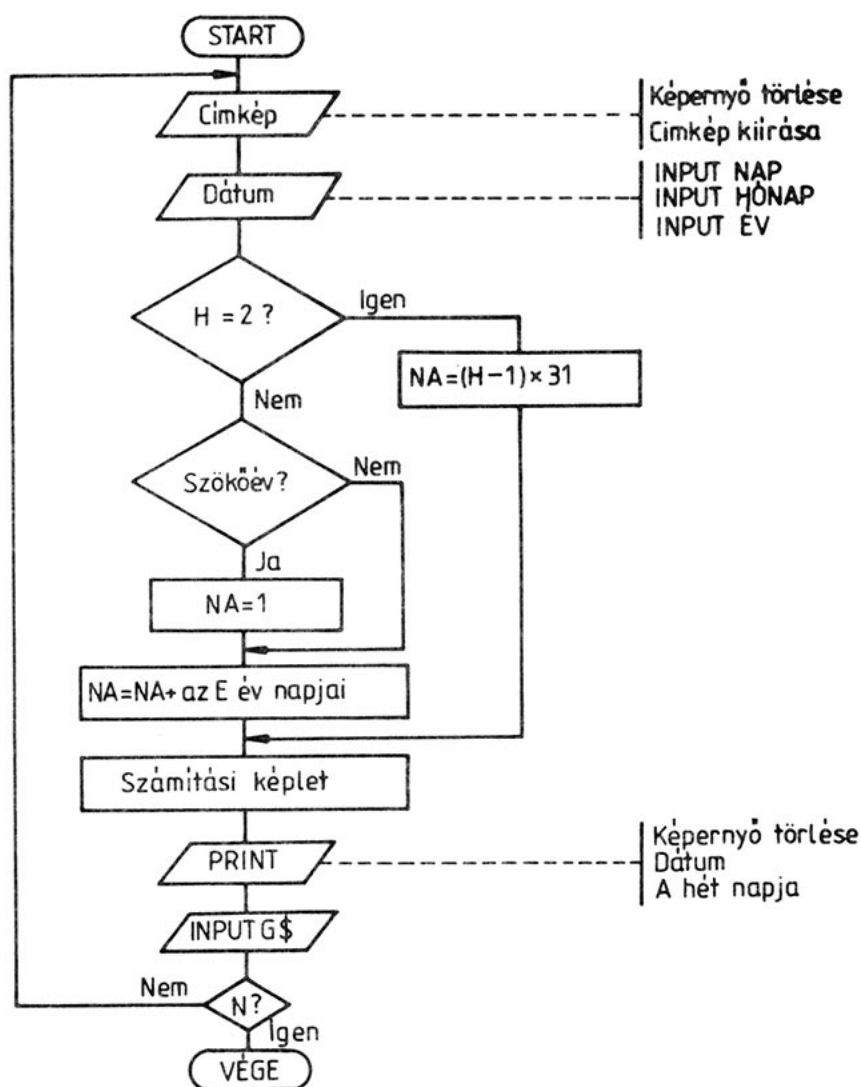 START
Címkép
Képernyő törlése
Cimkép kiírása
Dátum
INPUT NAP
INPUT HÓNAP
INPUT ÉV
H = 2 ?
Igen
NA=(H-1)×31
Nem
Szökőév?
Nem
Ja
NA=1
NA=NA+ az E év napjai
Számítási képlet
PRINT
Képernyő törlése
Dátum
A hét napja
INPUT G$
Nem
N?
Igen
VÉGE